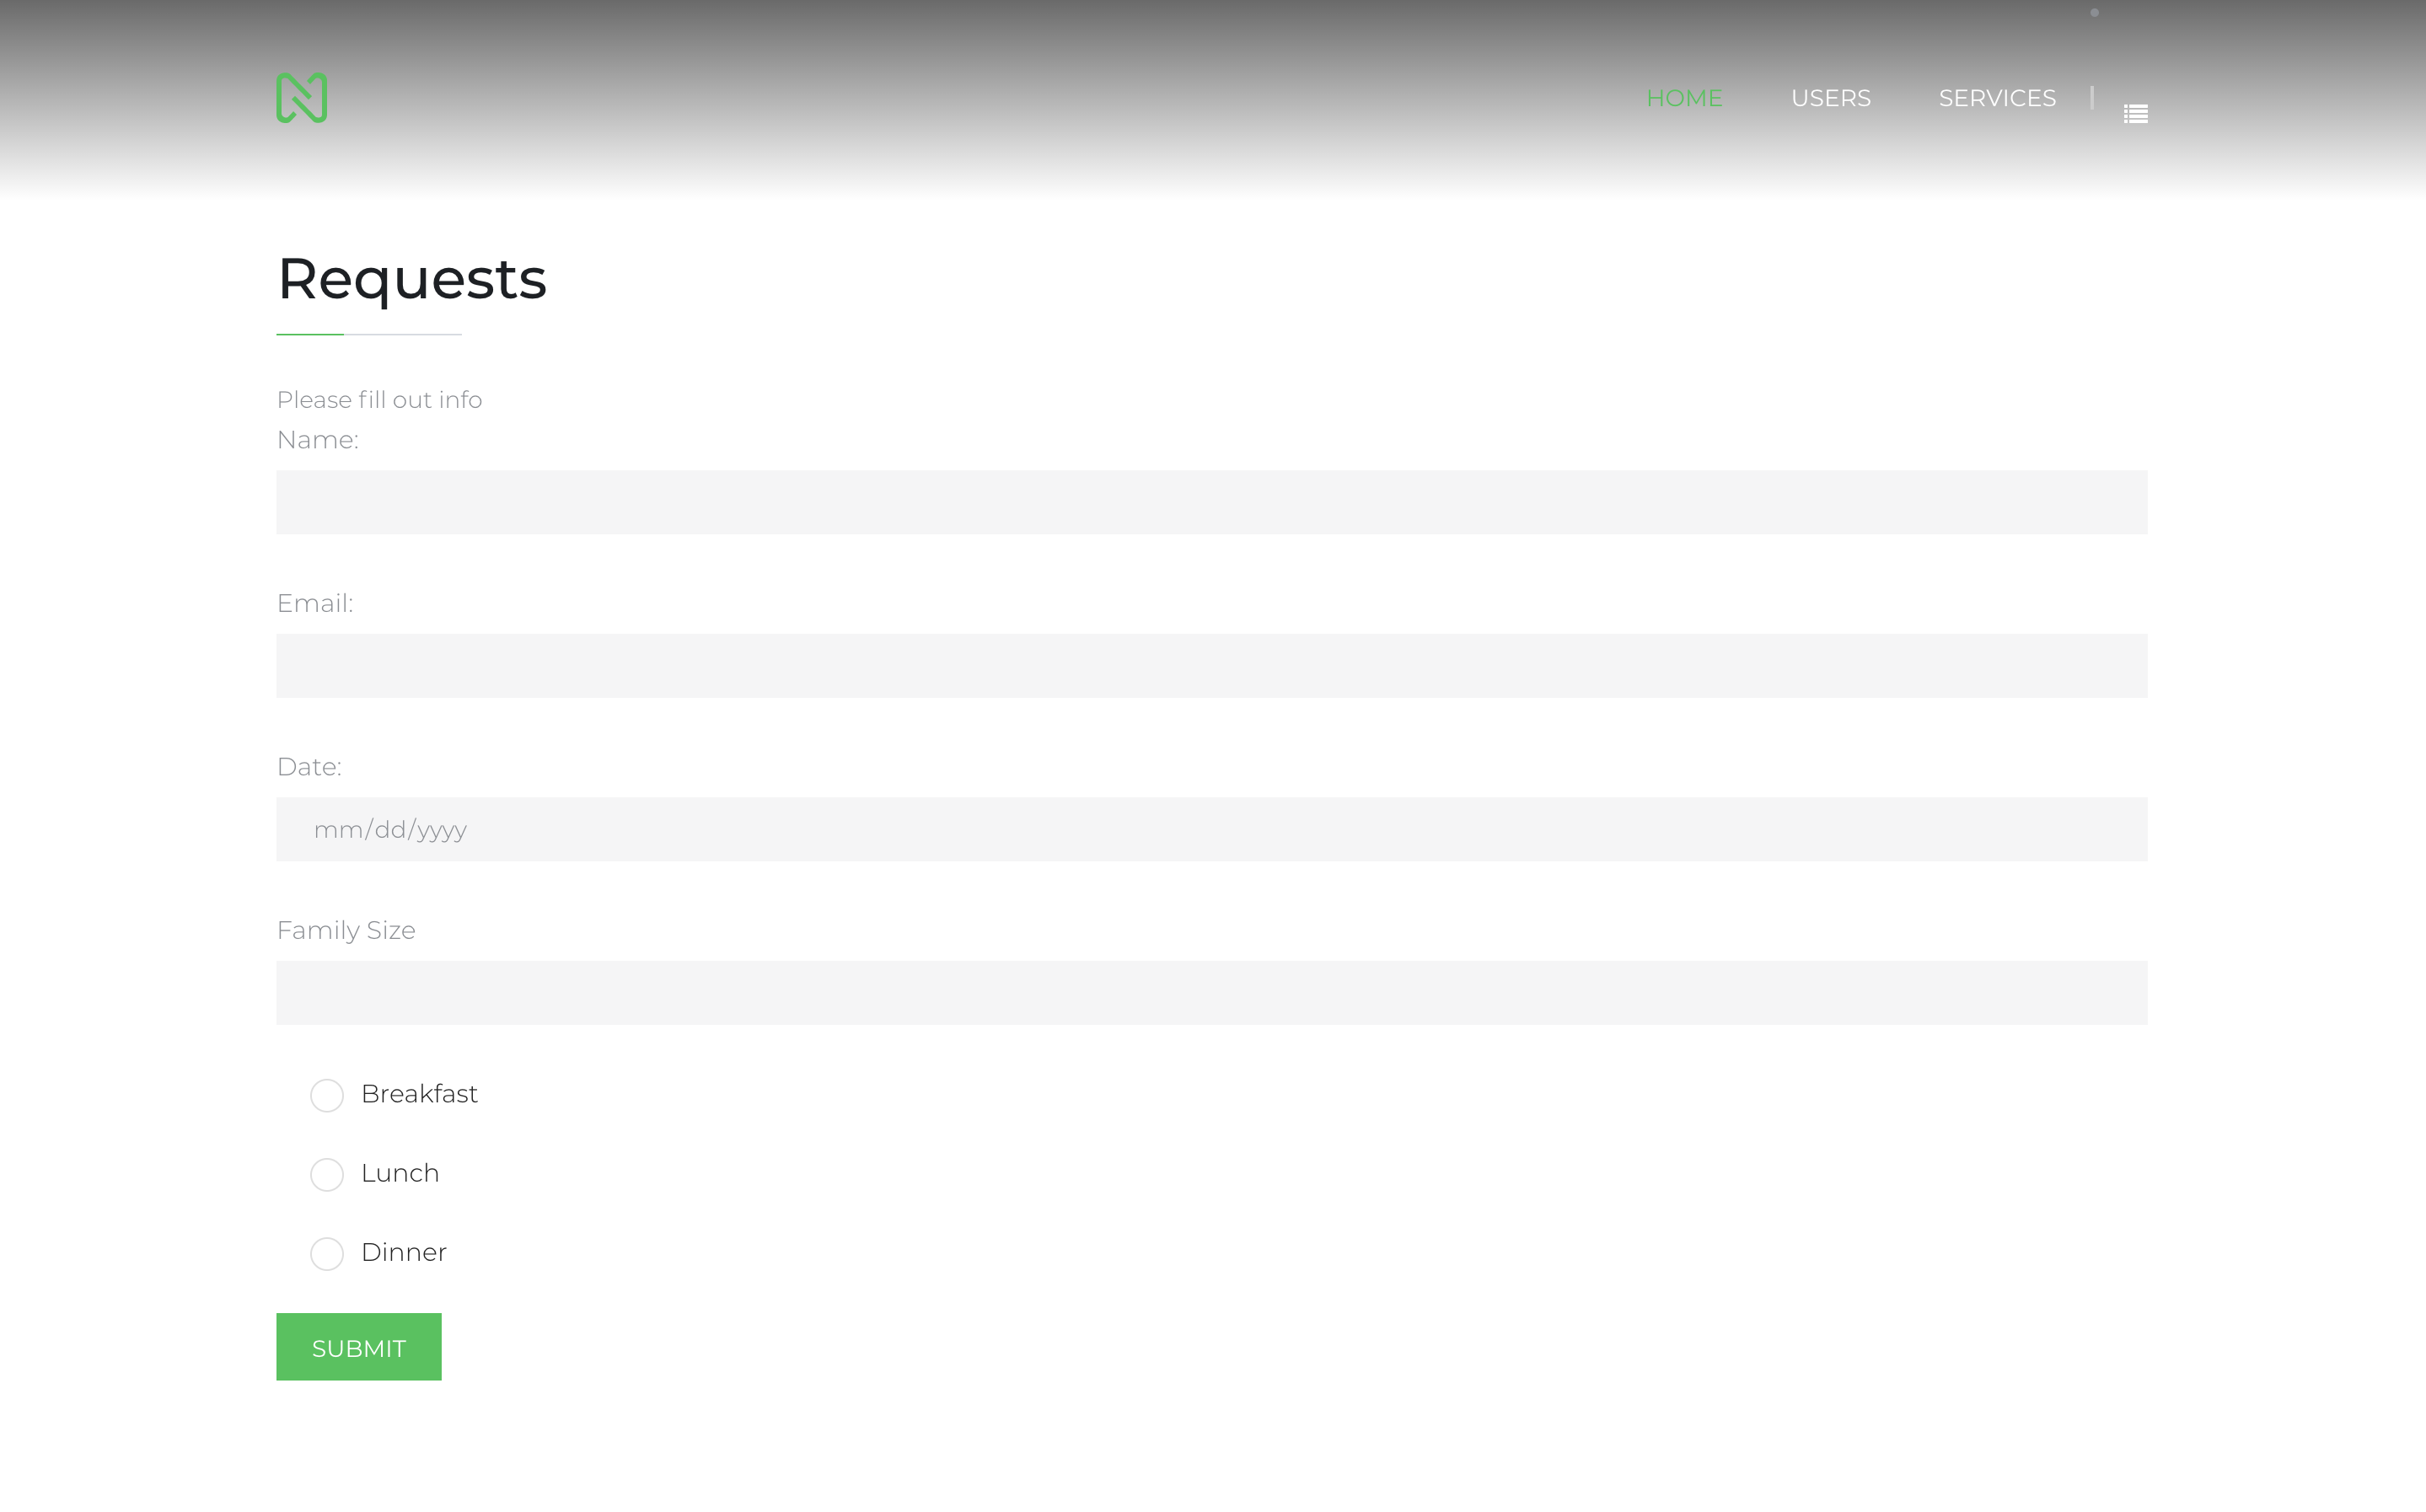 HOME USERS SERVICES
Requests
Please fill out info
Name:
Email:
Date:
mm/dd/yyyy
Family Size
Breakfast
Lunch
Dinner
SUBMIT